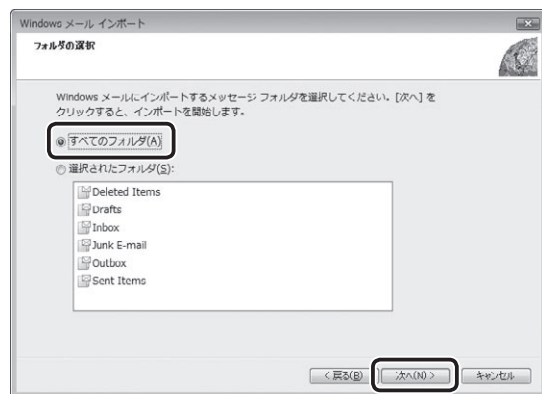 Windows メール インポート
フォルダの選択
Windows メールにインポートするメッセージ フォルダを選択してください。[次へ] を
クリックすると、インポートを開始します。
すべてのフォルダ(A)
選択されたフォルダ(S):
Deleted Items
Drafts
Inbox
Junk E-mail
Outbox
Sent Items
< 戻る(B) 次へ(N) > キャンセル